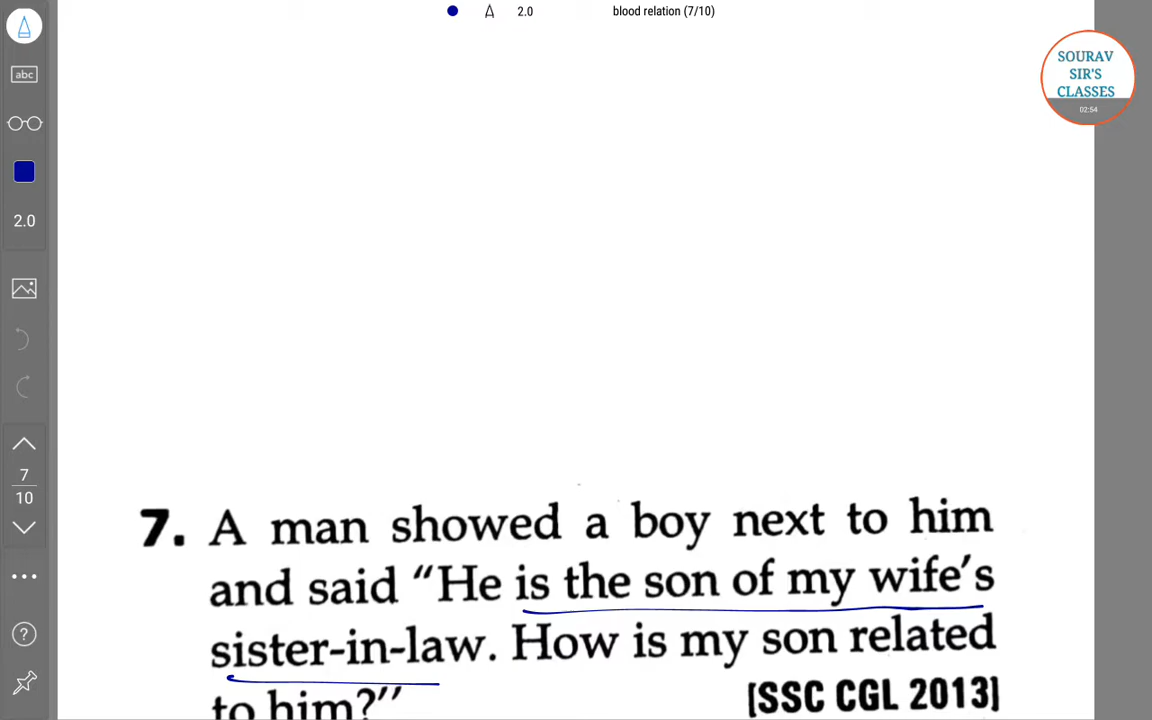 2.0 blood relation (7/10)
SOURAV
SIR'S
CLASSES
02:54
abc
2.0
7
10
?
7. A man showed a boy next to him
and said “He is the son of my wife’s
sister-in-law. How is my son related
to him?’’ [SSC CGL 2013]